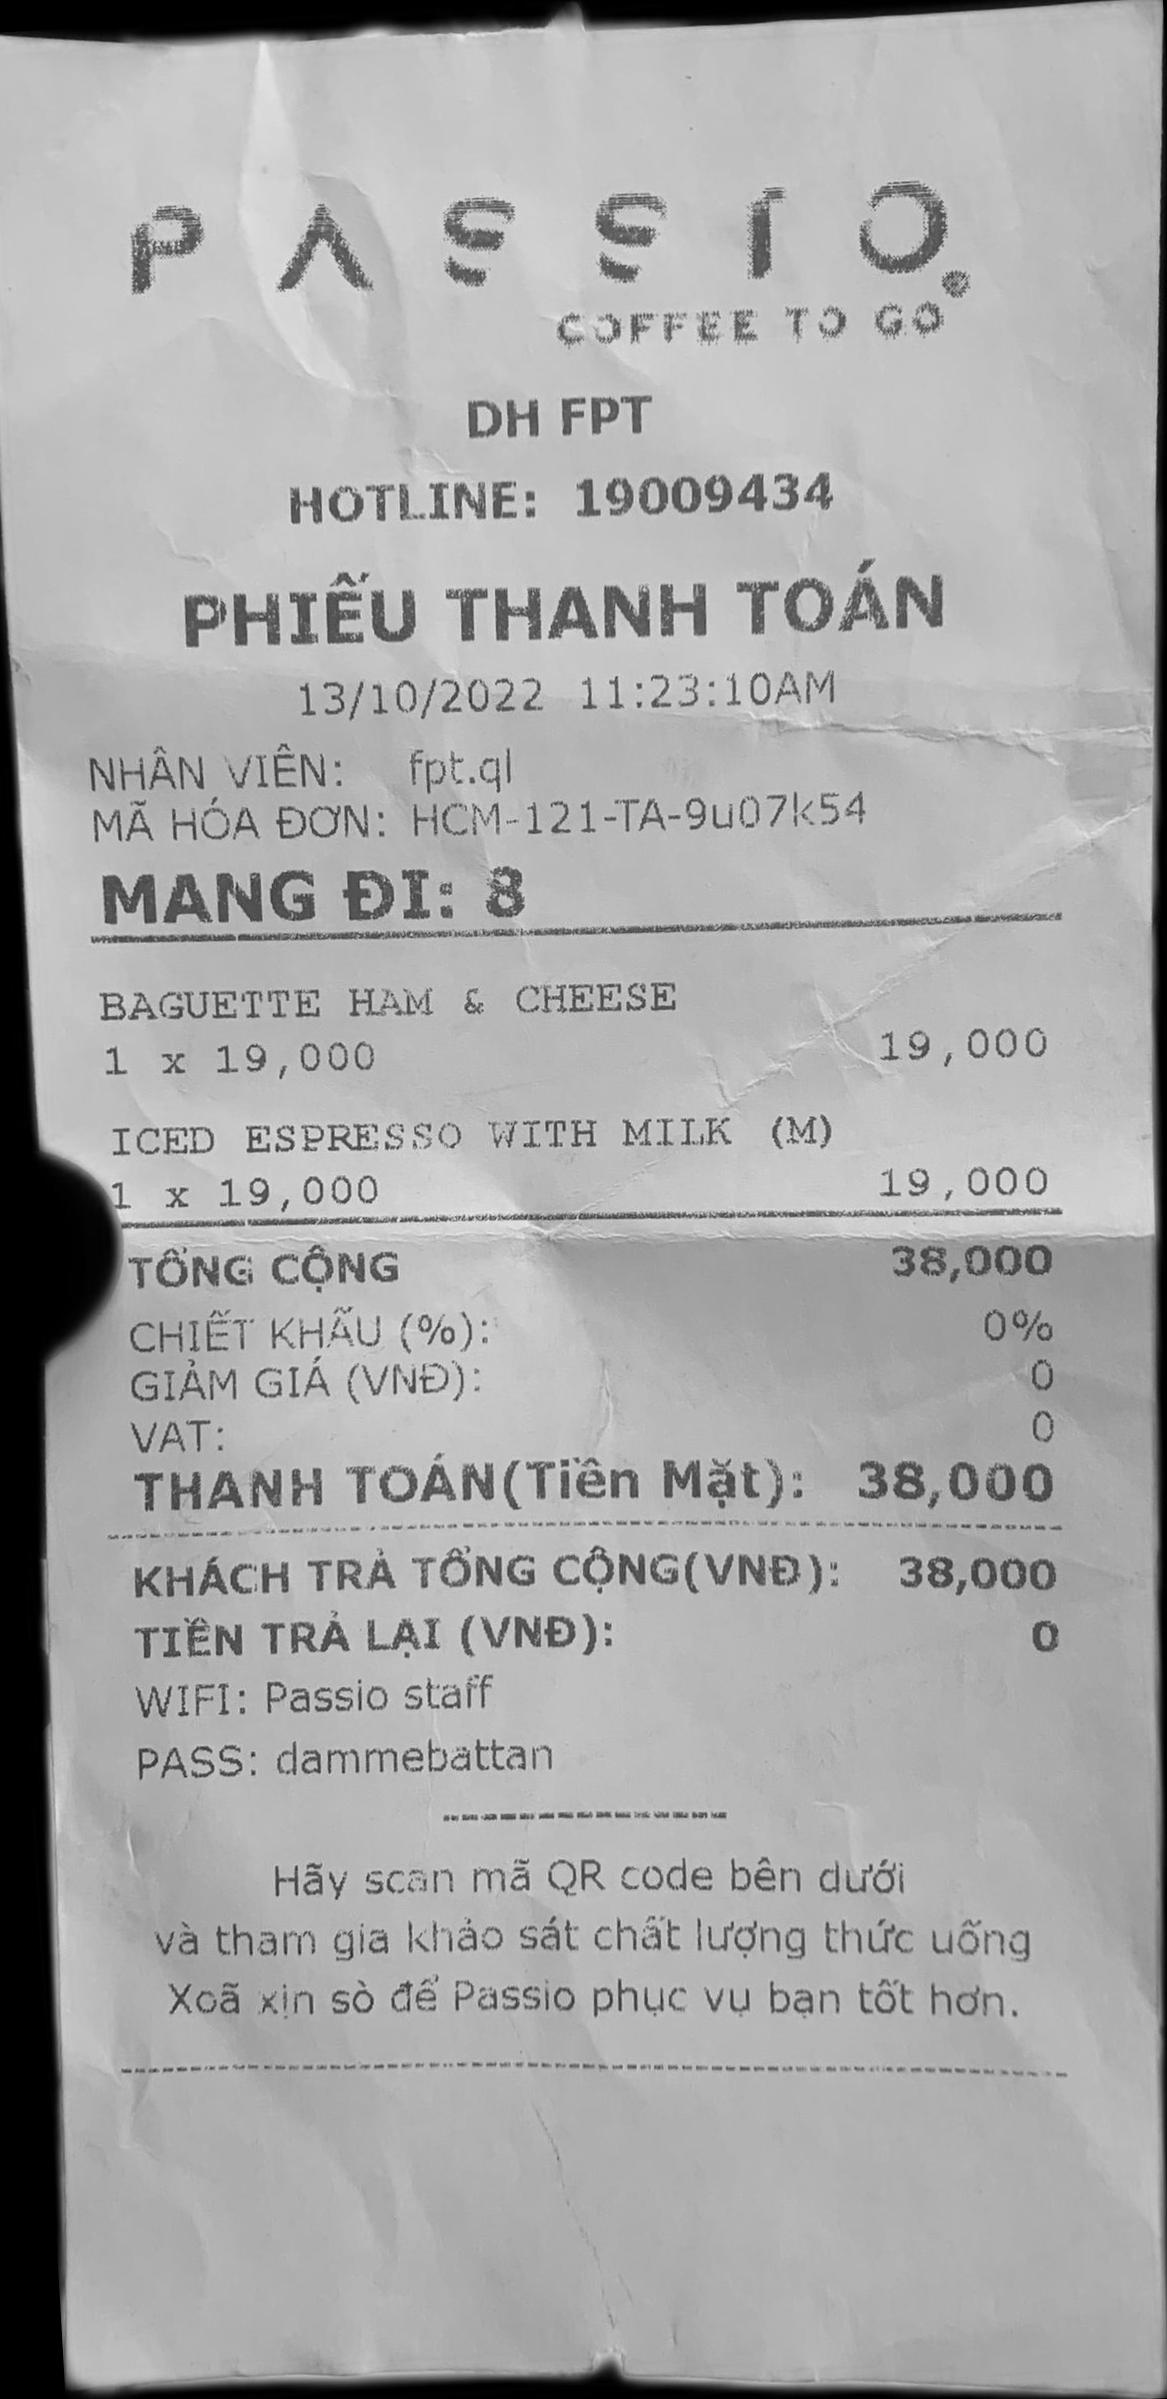 PASSIO
COFFEE TO GO
DH FPT
HOTLINE: 19009434
PHIẾU THANH TOÁN
13/10/2022 11:23:10AM
NHÂN VIÊN: fpt.ql
MÃ HÓA ĐƠN: HCM-121-TA-9u07k54
MANG ĐI: 8
BAGUETTE HAM & CHEESE
1 x 19,000 19,000
ICED ESPRESSO WITH MILK (M)
1 x 19,000 19,000
TỔNG CỘNG 38,000
CHIẾT KHẤU (%): 0%
GIẢM GIÁ (VNĐ): 0
VAT: 0
THANH TOÁN(Tiền Mặt): 38,000
KHÁCH TRẢ TỔNG CỘNG(VNĐ): 38,000
TIỀN TRẢ LẠI (VNĐ): 0
WIFI: Passio staff
PASS: dammebattan
Hãy scan mã QR code bên dưới
và tham gia khảo sát chất lượng thức uống
Xoã xịn sò để Passio phục vụ bạn tốt hơn.